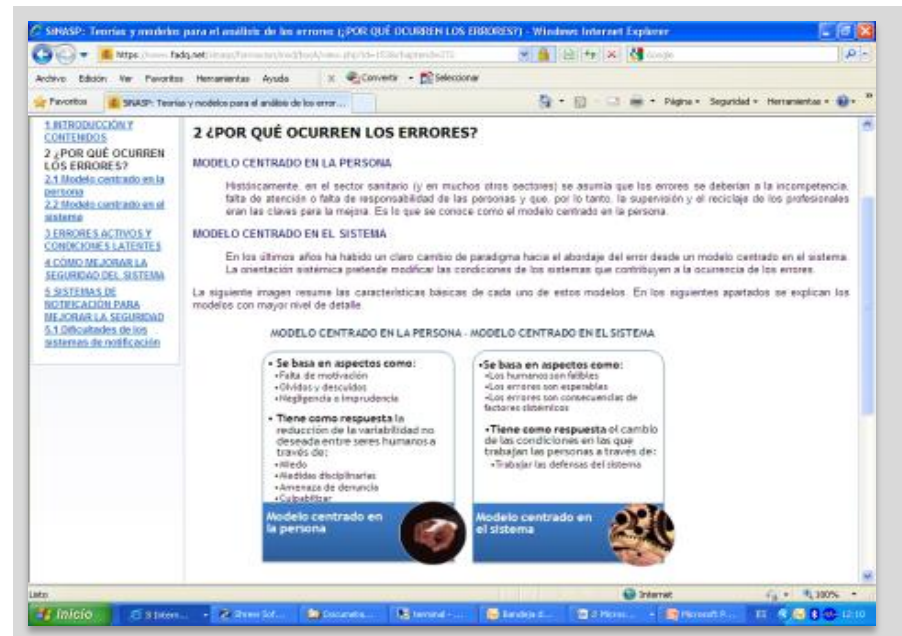 SINASP: Teorías y modelos para el análisis de los errores (¿POR QUÉ OCURREN LOS ERRORES?) - Windows Internet Explorer
https://www.fadq.net
Google
Archivo Edición Ver Favoritos Herramientas Ayuda x Convertir Seleccionar
Favoritos SINASP: Teorías y modelos para el análisis de los error... Página Seguridad Herramientas
1 INTRODUCCIÓN Y
CONTENIDOS
2 ¿POR QUÉ OCURREN
LOS ERRORES?
2.1 Modelo centrado en la
persona
2.2 Modelo centrado en el
sistema
3 ERRORES ACTIVOS Y
CONDICIONES LATENTES
4 COMO MEJORAR LA
SEGURIDAD DEL SISTEMA
5 SISTEMAS DE
NOTIFICACIÓN PARA
MEJORAR LA SEGURIDAD
5.1 Dificultades de los
sistemas de notificación
2 ¿POR QUÉ OCURREN LOS ERRORES?
MODELO CENTRADO EN LA PERSONA
Históricamente, en el sector sanitario (y en muchos otros sectores) se asumía que los errores se deberían a la incompetencia,
falta de atención o falta de responsabilidad de las personas y que, por lo tanto, la supervisión y el reciclaje de los profesionales
eran las claves para la mejora. Es lo que se conoce como el modelo centrado en la persona.
MODELO CENTRADO EN EL SISTEMA
En los últimos años ha habido un claro cambio de paradigma hacia el abordaje del error desde un modelo centrado en el sistema.
La orientación sistémica pretende modificar las condiciones de los sistemas que contribuyen a la ocurrencia de los errores.
La siguiente imagen resume las características básicas de cada uno de estos modelos. En los siguientes apartados se explican los
modelos con mayor nivel de detalle.
MODELO CENTRADO EN LA PERSONA - MODELO CENTRADO EN EL SISTEMA
• Se basa en aspectos como:
•Falta de motivación
•Olvidos y descuidos
•Negligencia o imprudencia
• Tiene como respuesta la
reducción de la variabilidad no
deseada entre seres humanos a
través de:
•Miedo
•Medidas disciplinarias
•Amenaza de denuncia
•Culpabilizar
Modelo centrado en
la persona
•Se basa en aspectos como:
•Los humanos son falibles
•Los errores son esperables
•Los errores son consecuencias de
factores sistémicos
•Tiene como respuesta el cambio
de las condiciones en las que
trabajan las personas a través de:
•Trabajar las defensas del sistema
Modelo centrado en
el sistema
Listo Internet 100%
Inicio ES 12:10